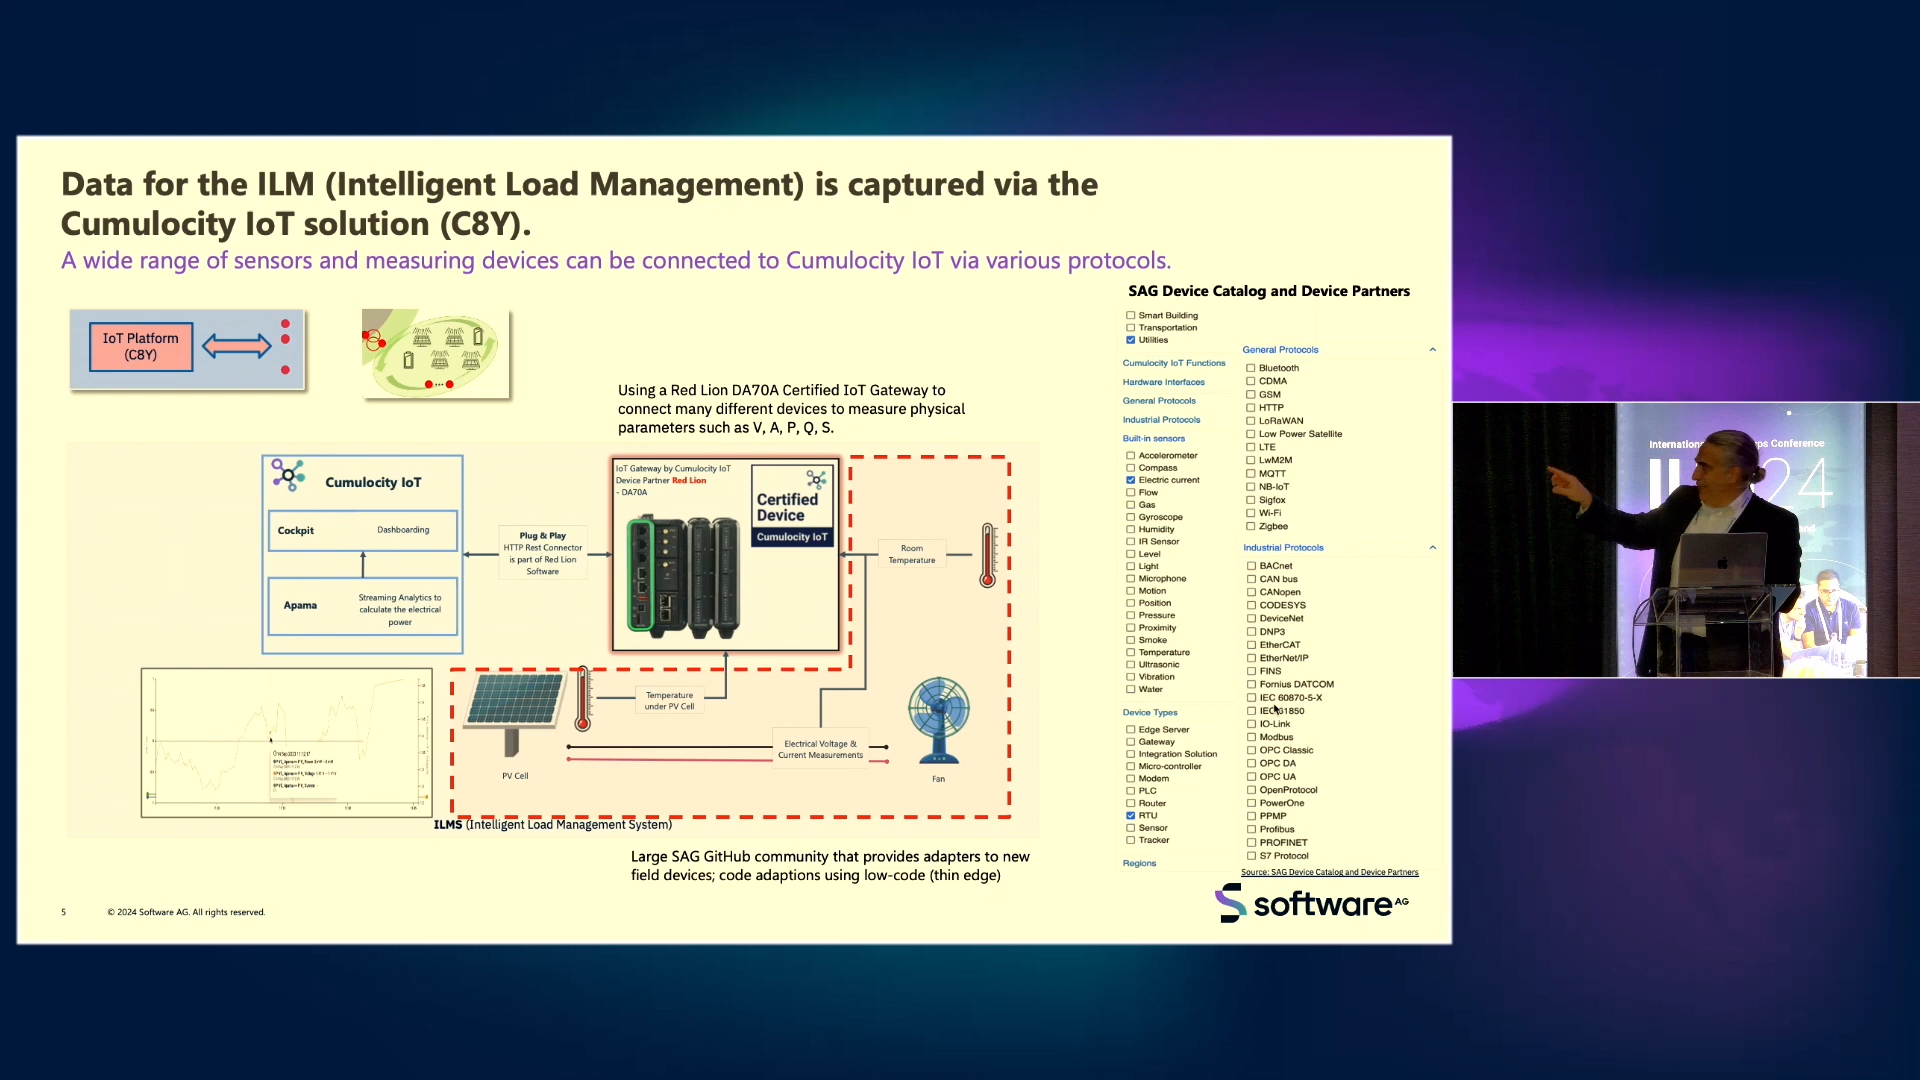 Data for the ILM (Intelligent Load Management) is captured via the
Cumulocity IoT solution (C8Y).
A wide range of sensors and measuring devices can be connected to Cumulocity IoT via various protocols.
IoT Platform
(C8Y)
Using a Red Lion DA70A Certified IoT Gateway to
connect many different devices to measure physical
parameters such as V, A, P, Q, S.
Cumulocity IoT
Cockpit
Dashboarding
Apama
Streaming Analytics to
calculate the electrical
power
Plug & Play
HTTP Rest Connector
is part of Red Lion
Software
IoT Gateway by Cumulocity IoT
Device Partner Red Lion
- DA70A
Certified
Device
Cumulocity IoT
Room
Temperature
Temperature
under PV Cell
Electrical Voltage &
Current Measurements
PV Cell
Fan
ILMS (Intelligent Load Management System)
Large SAG GitHub community that provides adapters to new
field devices; code adaptions using low-code (thin edge)
SAG Device Catalog and Device Partners
Smart Building
Transportation
Utilities
Cumulocity IoT Functions
Hardware Interfaces
General Protocols
Industrial Protocols
Built-in sensors
Accelerometer
Compass
Electric current
Flow
Gas
Gyroscope
Humidity
IR Sensor
Level
Light
Microphone
Motion
Position
Pressure
Proximity
Smoke
Temperature
Ultrasonic
Vibration
Water
Device Types
Edge Server
Gateway
Integration Solution
Micro-controller
Modem
PLC
Router
RTU
Sensor
Tracker
Regions
General Protocols
Bluetooth
CDMA
GSM
HTTP
LoRaWAN
Low Power Satellite
LTE
LwM2M
MQTT
NB-IoT
Sigfox
Wi-Fi
Zigbee
Industrial Protocols
BACnet
CAN bus
CANopen
CODESYS
DeviceNet
DNP3
EtherCAT
EtherNet/IP
FINS
Fornius DATCOM
IEC 60870-5-X
IEC 61850
IO-Link
Modbus
OPC Classic
OPC DA
OPC UA
OpenProtocol
PowerOne
PPMP
Profibus
PROFINET
S7 Protocol
Source: SAG Device Catalog and Device Partners
software AG
5
© 2024 Software AG. All rights reserved.
Conference
24